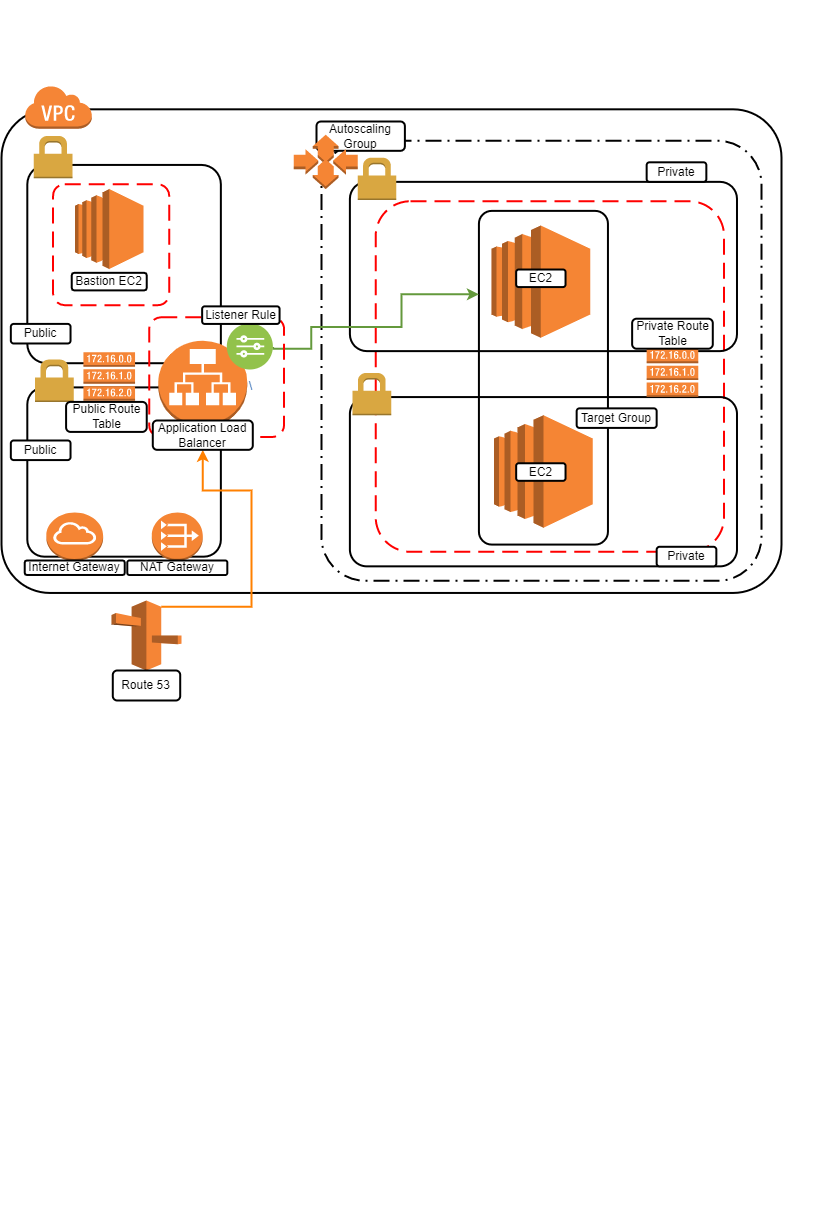 VPC
Autoscaling
Group
Private
Bastion EC2
EC2
Listener Rule
Public
Private Route
Table
172.16.0.0
172.16.1.0
172.16.2.0
172.16.0.0
172.16.1.0
172.16.2.0
\
Public Route
Table
Application Load
Balancer
Target Group
Public
EC2
Private
Internet Gateway
NAT Gateway
Route 53